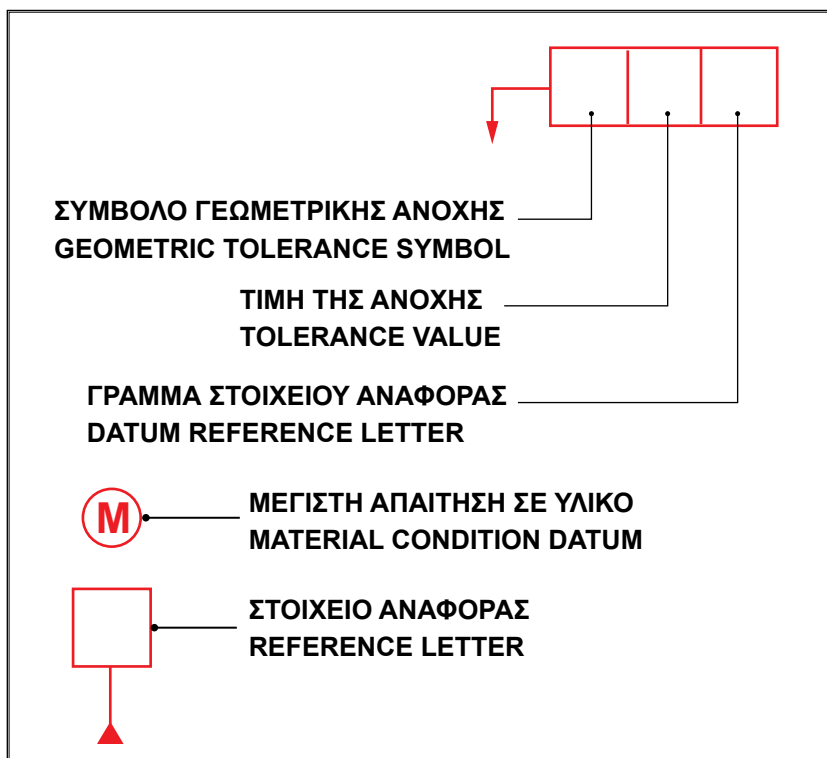 ΣΥΜΒΟΛΟ ΓΕΩΜΕΤΡΙΚΗΣ ΑΝΟΧΗΣ
GEOMETRIC TOLERANCE SYMBOL
ΤΙΜΗ ΤΗΣ ΑΝΟΧΗΣ
TOLERANCE VALUE
ΓΡΑΜΜΑ ΣΤΟΙΧΕΙΟΥ ΑΝΑΦΟΡΑΣ
DATUM REFERENCE LETTER
M
ΜΕΓΙΣΤΗ ΑΠΑΙΤΗΣΗ ΣΕ ΥΛΙΚΟ
MATERIAL CONDITION DATUM
ΣΤΟΙΧΕΙΟ ΑΝΑΦΟΡΑΣ
REFERENCE LETTER